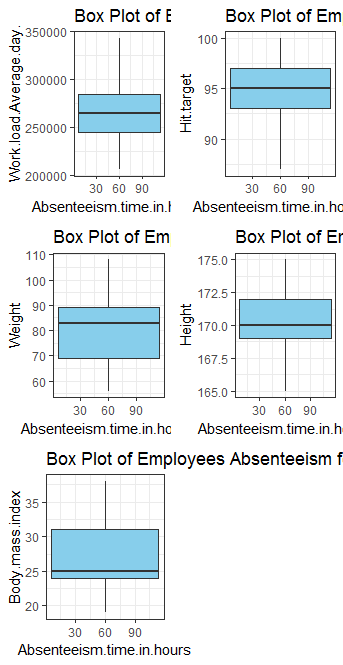 Box Plot of E
Work.load.Average.day.
350000
300000
250000
200000
30 60 90
Absenteeism.time.in.h
Box Plot of Em
Hit.target
100
95
90
30 60 90
Absenteeism.time.in.ho
Box Plot of Em
Weight
110
100
90
80
70
60
30 60 90
Absenteeism.time.in.ho
Box Plot of Em
Height
175.0
172.5
170.0
167.5
165.0
30 60 90
Absenteeism.time.in.ho
Box Plot of Employees Absenteeism f
Body.mass.index
35
30
25
20
30 60 90
Absenteeism.time.in.hours